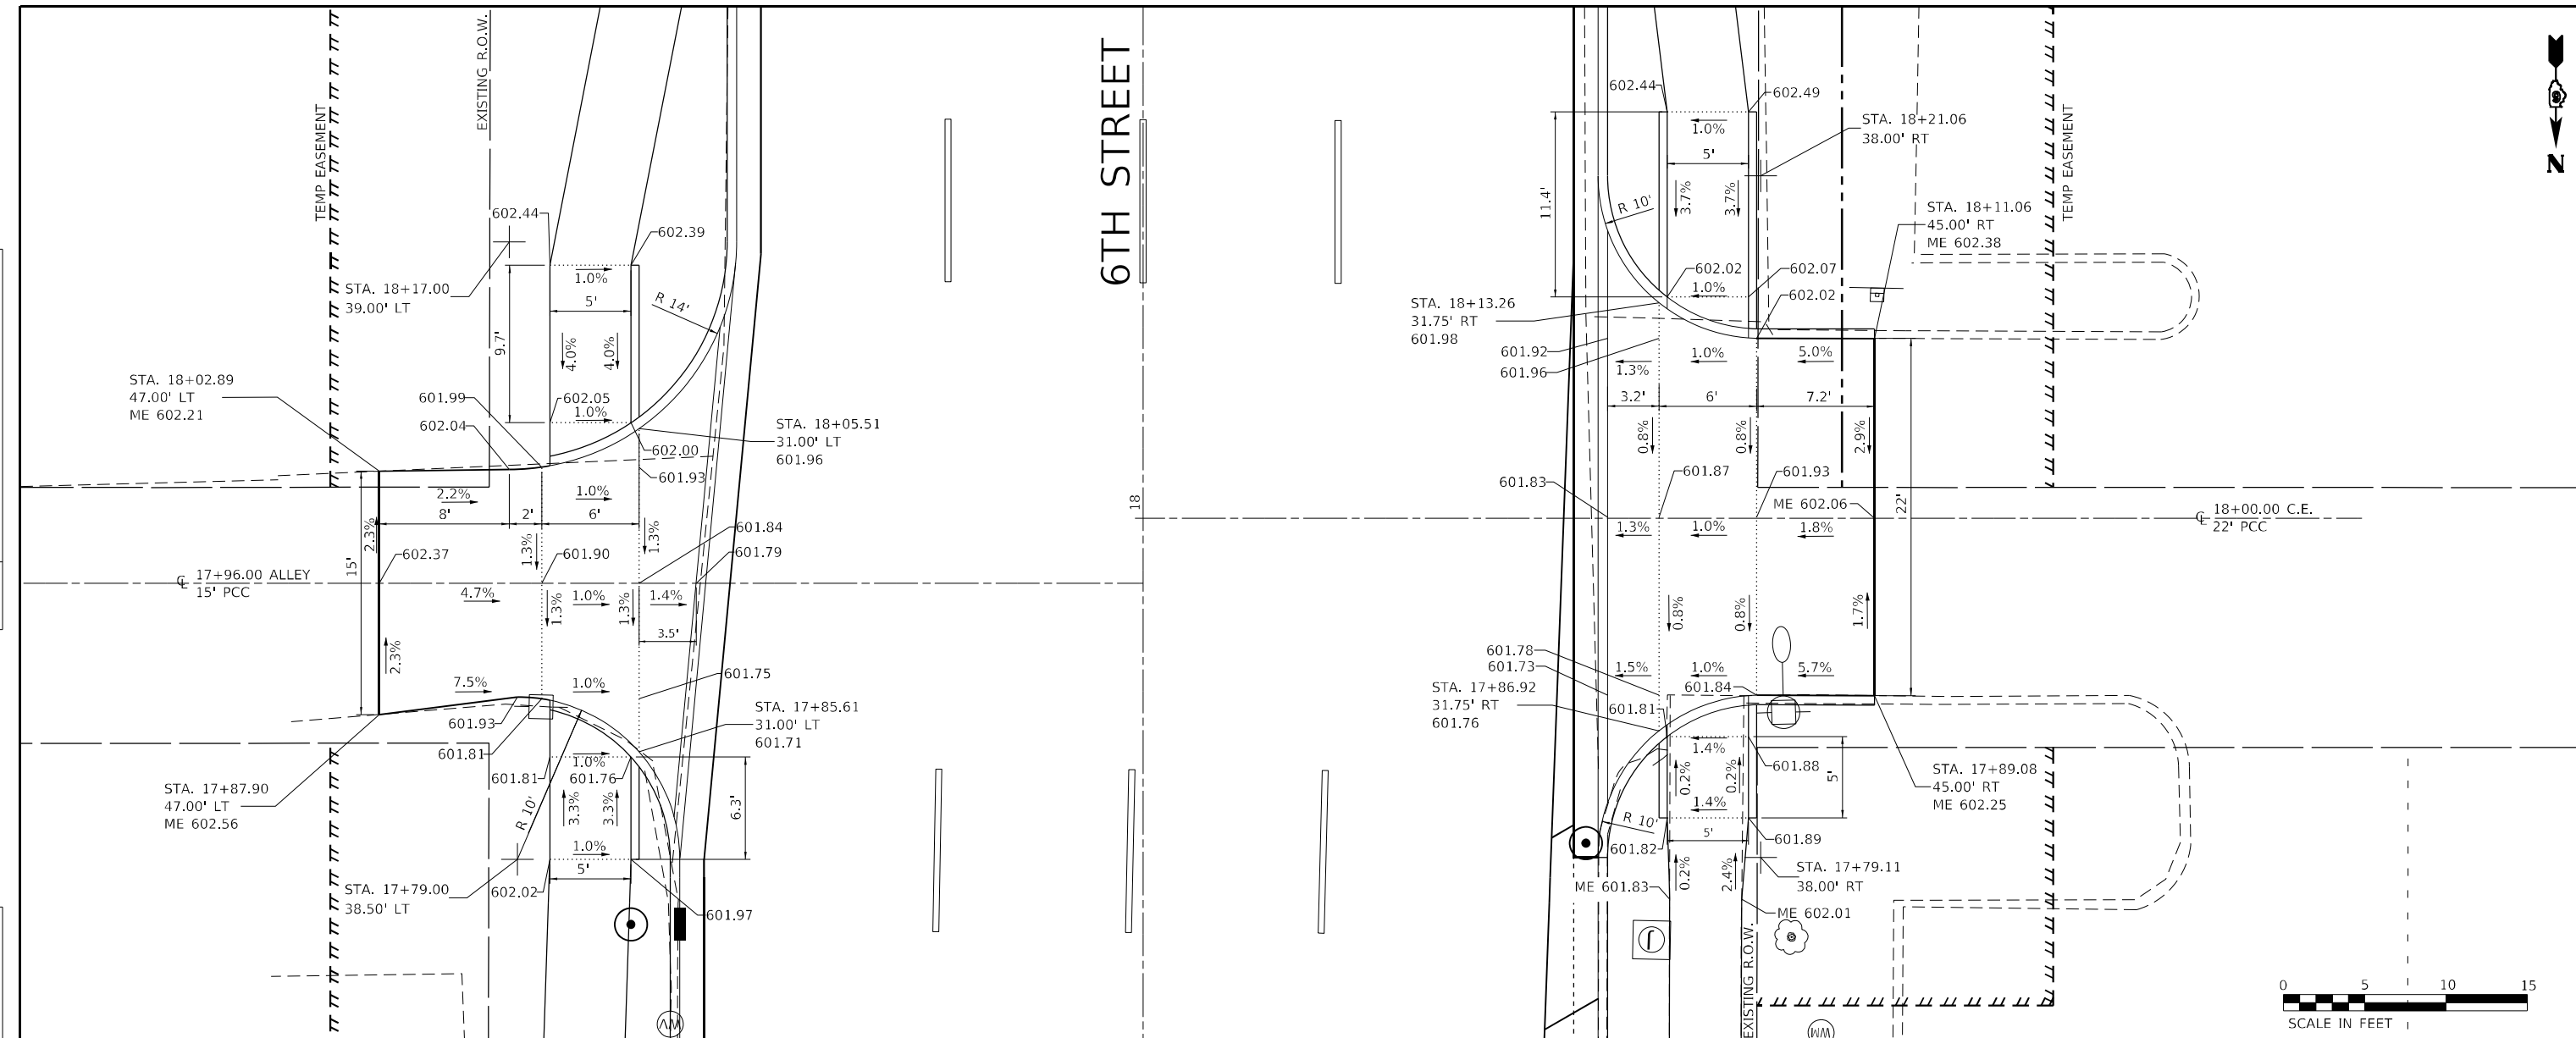 EXISTING R.O.W.
TEMP EASEMENT
602.44
602.39
1.0%
5'
R 14'
STA. 18+17.00
39.00' LT
9.7'
4.0%
4.0%
STA. 18+02.89
47.00' LT
ME 602.21
601.99
602.05
1.0%
602.04
STA. 18+05.51
31.00' LT
601.96
602.00
601.93
2.2%
1.0%
8'
2'
6'
2.3%
15'
602.37
1.3%
601.90
1.3%
601.84
601.79
℄ 17+96.00 ALLEY
15' PCC
4.7%
1.3%
1.0%
1.3%
1.4%
3.5'
2.3%
7.5%
1.0%
601.75
601.93
601.81
STA. 17+85.61
31.00' LT
601.71
1.0%
601.81
601.76
STA. 17+87.90
47.00' LT
ME 602.56
R 10'
3.3%
3.3%
6.3'
1.0%
5'
STA. 17+79.00
38.50' LT
602.02
601.97
WV
6TH STREET
18
602.44
602.49
1.0%
5'
STA. 18+21.06
38.00' RT
TEMP EASEMENT
N
11.4'
3.7%
3.7%
R 10'
STA. 18+11.06
45.00' RT
ME 602.38
602.02
602.07
1.0%
602.02
STA. 18+13.26
31.75' RT
601.98
601.92
601.96
1.0%
5.0%
1.3%
3.2'
6'
7.2'
0.8%
0.8%
2.9%
601.87
601.93
601.83
ME 602.06
22'
℄ 18+00.00 C.E.
22' PCC
1.3%
1.0%
1.8%
0.8%
0.8%
1.7%
601.78
601.73
1.5%
1.0%
5.7%
601.84
STA. 17+86.92
31.75' RT
601.76
601.81
1.4%
601.88
0.2%
0.2%
5'
STA. 17+89.08
45.00' RT
ME 602.25
1.4%
R 10'
5'
601.89
601.82
0.2%
2.4%
STA. 17+79.11
38.00' RT
ME 601.83
ME 602.01
J
EXISTING R.O.W.
WM
0 5 10 15
SCALE IN FEET